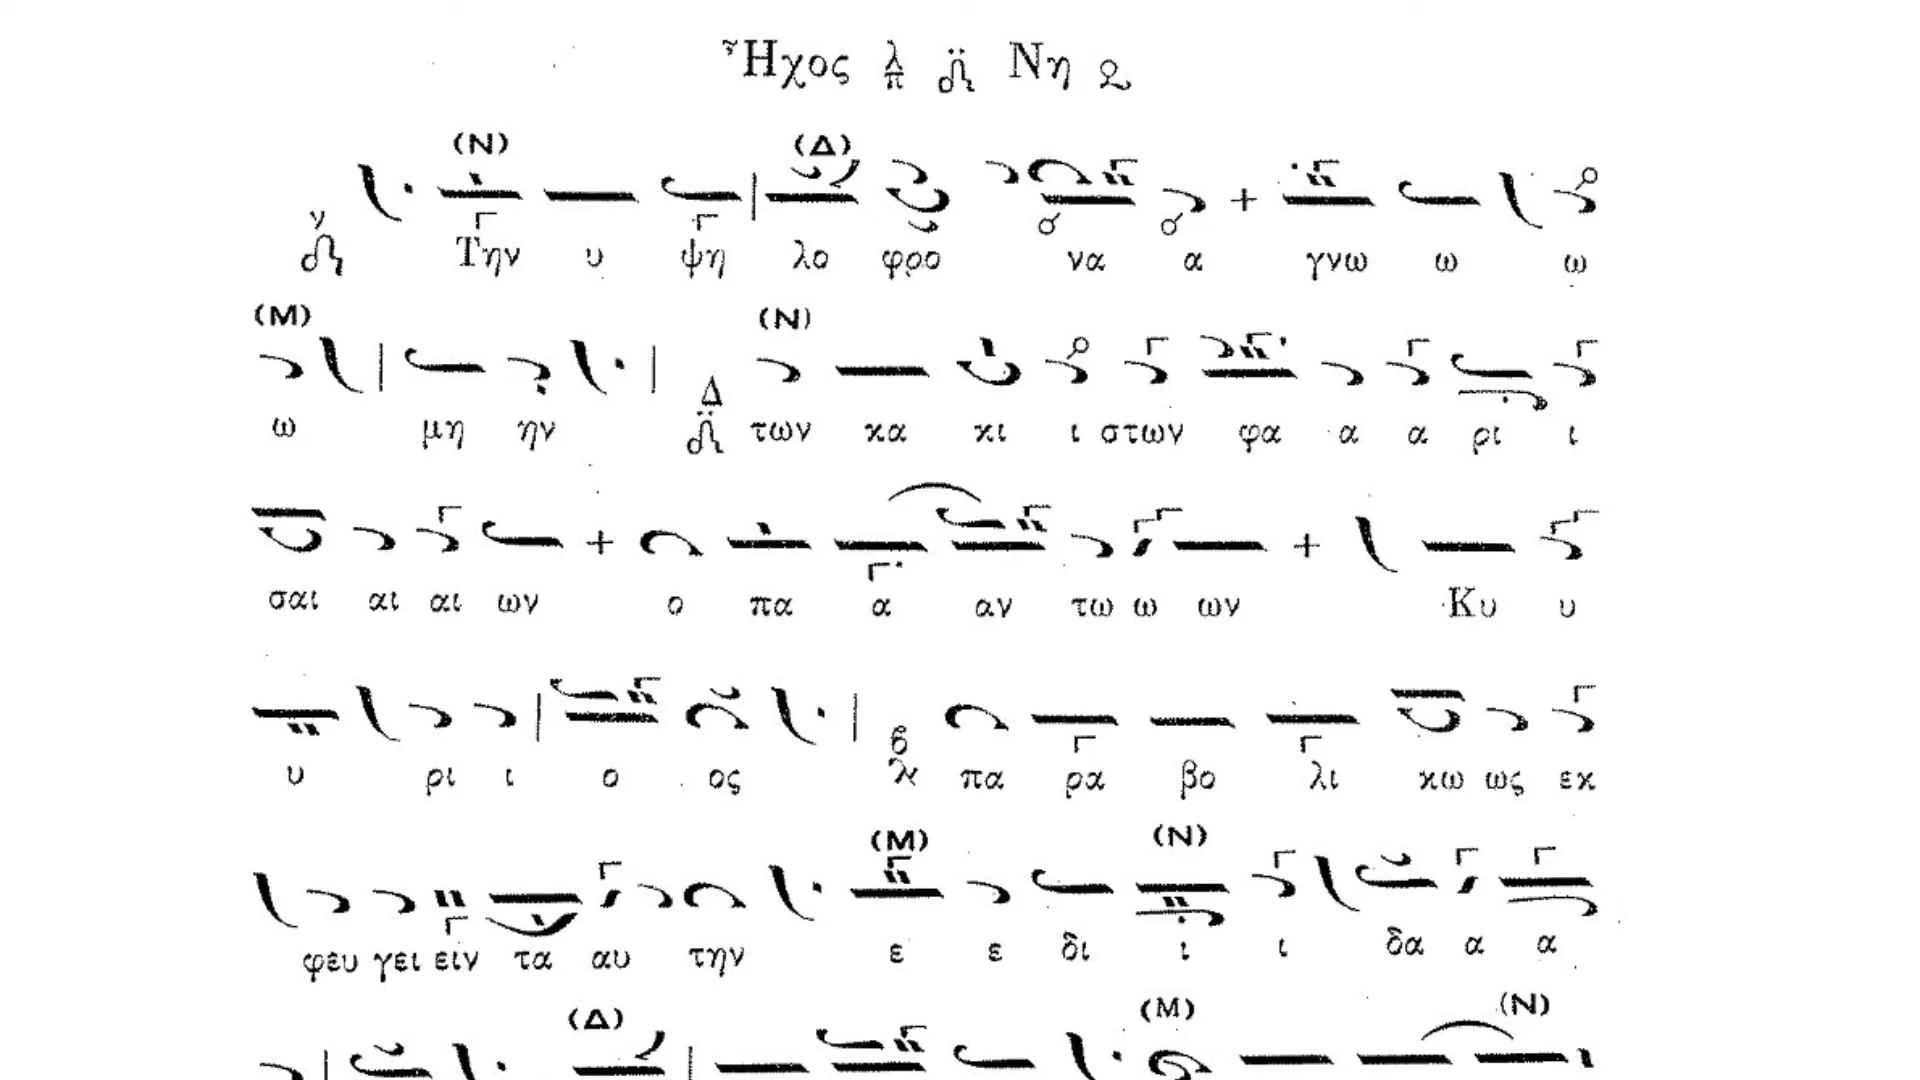 Ἦχος λ π ñ Νη
(Ν) (Δ)
ν
Την υ ψη λο φρο να α γνω ω ω
(Μ) (Ν)
Δ
ω μη ην των κα κι ι στων φα α α ρι ι
σαι αι αι ων ο πα α αν τω ω ων Κυ υ
υ ρι ι ο ος πα ρα βο λι κω ως εκ
(Μ) (Ν)
φευ γει είν τα αυ την ε ε δι ι ι δα α α
(Δ) (Μ) (Ν)